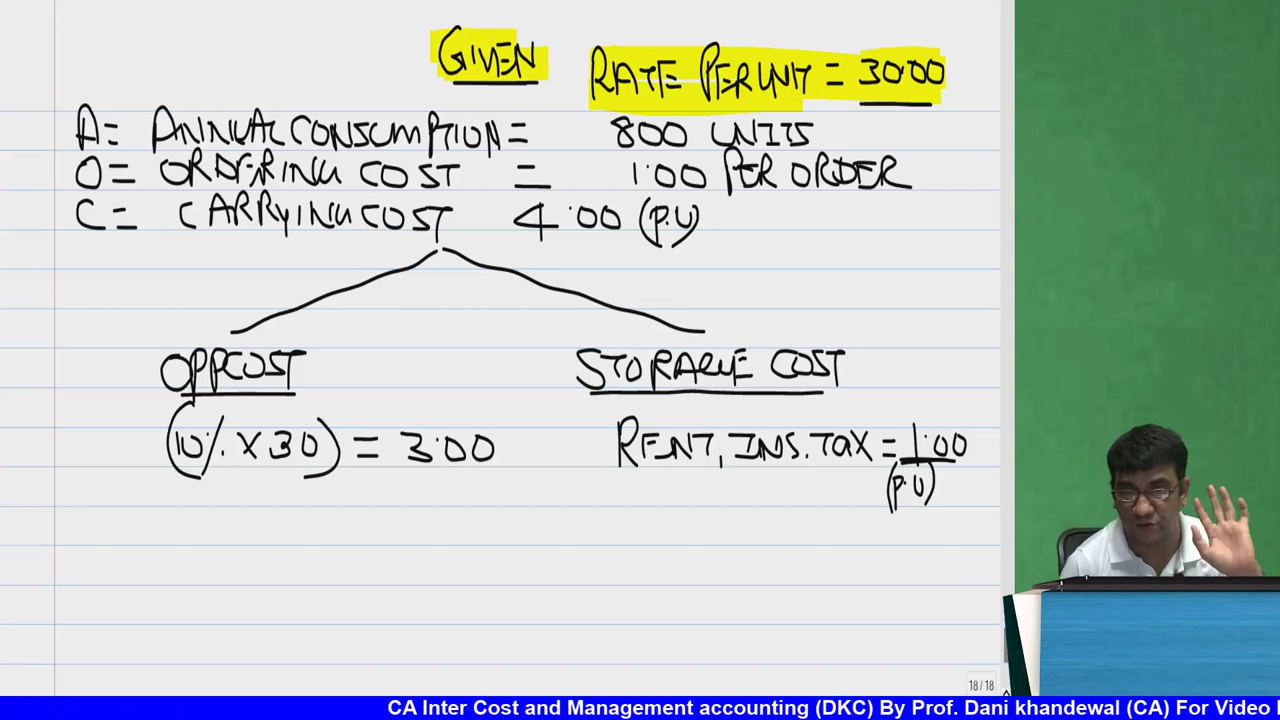 GIVEN
RATE PER UNIT = 30.00
A = ANNUAL CONSUMPTION = 800 UNITS
O = ORDERING COST = 1.00 PER ORDER
C = CARRYING COST 4.00 (P.U)
OPPCOST STORAGE COST
(10% X 30) = 3.00 RENT, INS. TAX = 1.00
(P.U)
18/18
CA Inter Cost and Management accounting (DKC) By Prof. Dani khandewal (CA) For Video